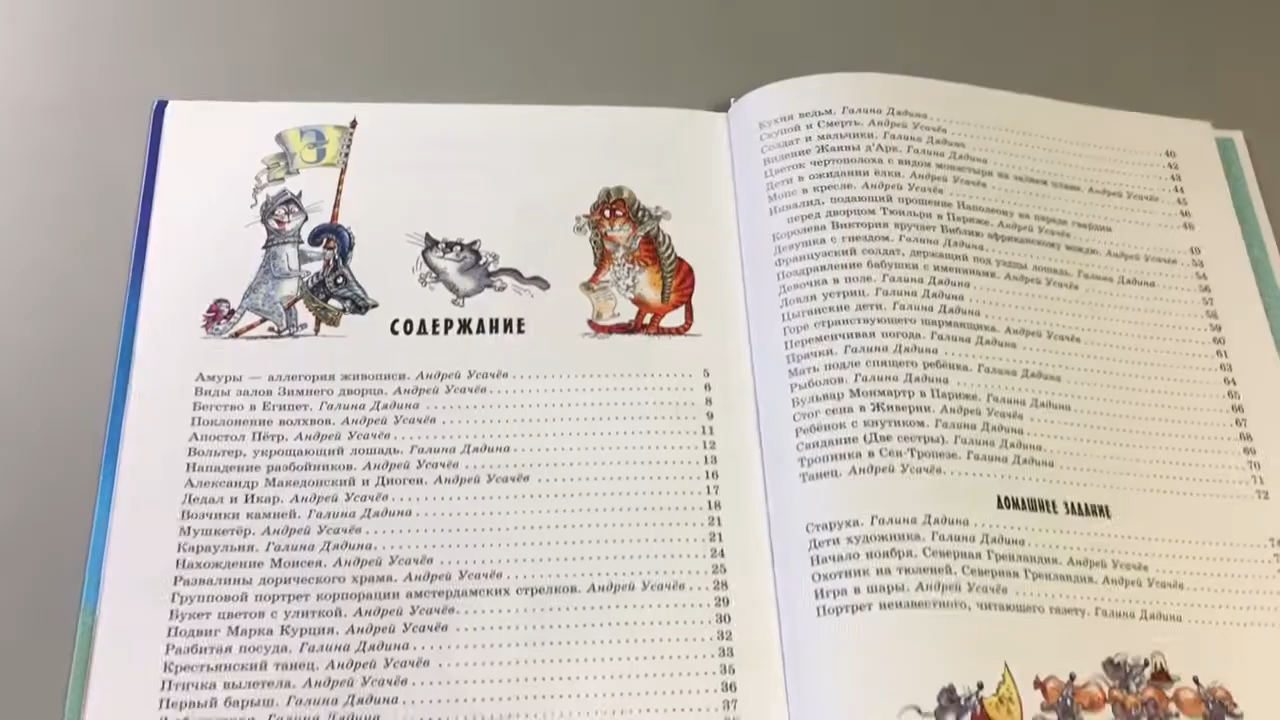 Э
СОДЕРЖАНИЕ
Амуры — аллегория живописи. Андрей Усачёв 5
Виды залов Зимнего дворца. Андрей Усачёв 6
Бегство в Египет. Галина Дядина 8
Поклонение волхвов. Андрей Усачёв 9
Апостол Пётр. Андрей Усачёв 11
Вольтер, укрощающий лошадь. Галина Дядина 12
Нападение разбойников. Андрей Усачёв 13
Александр Македонский и Диоген. Андрей Усачёв 16
Дедал и Икар. Андрей Усачёв 17
Возчики камней. Галина Дядина 18
Мушкетёр. Андрей Усачёв 21
Караульня. Галина Дядина 21
Нахождение Моисея. Андрей Усачёв 24
Развалины дорического храма. Андрей Усачёв 25
Групповой портрет корпорации амстердамских стрелков. Андрей Усачёв 28
Букет цветов с улиткой. Андрей Усачёв 29
Подвиг Марка Курция. Андрей Усачёв 30
Разбитая посуда. Галина Дядина 32
Крестьянский танец. Андрей Усачёв 33
Птичка вылетела. Андрей Усачёв 35
Первый барыш. Галина Дядина 36
Галина Дядина 37
Кухня ведьм. Галина Дядина 40
Скупой и Смерть. Андрей Усачёв 42
Солдат и мальчики. Галина Дядина 43
Видение Жанны д'Арк. Галина Дядина 44
Цветок чертополоха с видом монастыря на заднем плане. Андрей Усачёв 45
Дети в ожидании ёлки. Андрей Усачёв 46
Мопс в кресле. Андрей Усачёв 48
Инвалид, подающий прошение Наполеону на параде гвардии
перед дворцом Тюильри в Париже. Андрей Усачёв 49
Королева Виктория вручает Библию африканскому вождю. Андрей Усачёв 53
Девушка с гнездом. Галина Дядина 54
Французский солдат, держащий под уздцы лошадь. Галина Дядина 56
Поздравление бабушки с именинами. Андрей Усачёв 57
Девочка в поле. Галина Дядина 58
Ловля устриц. Галина Дядина 59
Цыганские дети. Галина Дядина 60
Горе странствующего шарманщика. Андрей Усачёв 61
Переменчивая погода. Галина Дядина 63
Прачки. Галина Дядина 64
Мать подле спящего ребёнка. Галина Дядина 65
Рыболов. Галина Дядина 66
Бульвар Монмартр в Париже. Галина Дядина 67
Стог сена в Живерни. Андрей Усачёв 68
Ребёнок с кнутиком. Галина Дядина 69
Свидание (Две сестры). Галина Дядина 70
Тропинка в Сен-Тропезе. Галина Дядина 71
Танец. Андрей Усачёв 72
ДОМАШНЕЕ ЗАДАНИЕ
Старуха. Галина Дядина
Дети художника. Галина Дядина
Начало ноября. Северная Гренландия. Андрей Усачёв
Охотник на тюленей. Северная Гренландия. Андрей Усачёв
Игра в шары. Андрей Усачёв
Портрет неизвестного, читающего газету. Галина Дядина